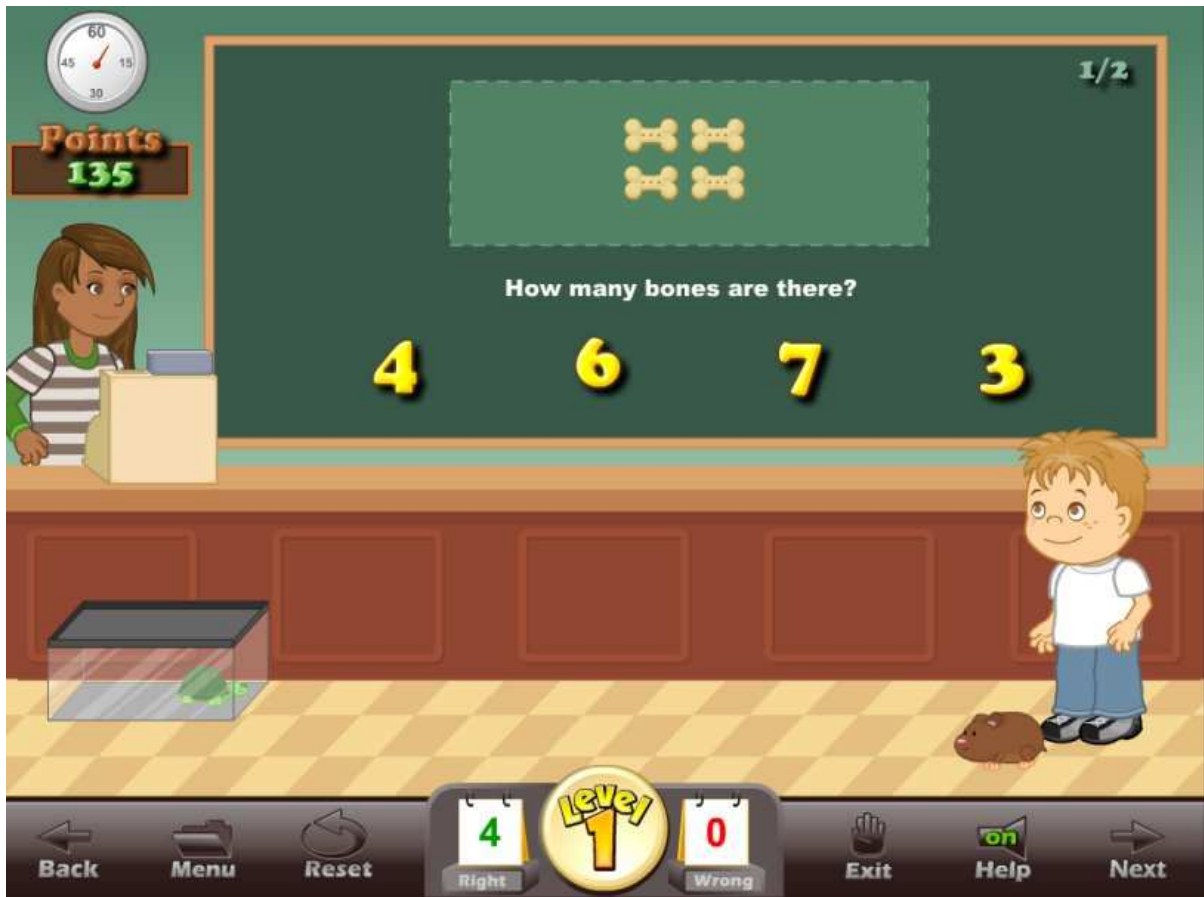 60
45 15
30
1/2
Points
135
How many bones are there?
4 6 7 3
Level
1
4
0
Right
Wrong
Back
Menu
Reset
Exit
on
Help
Next